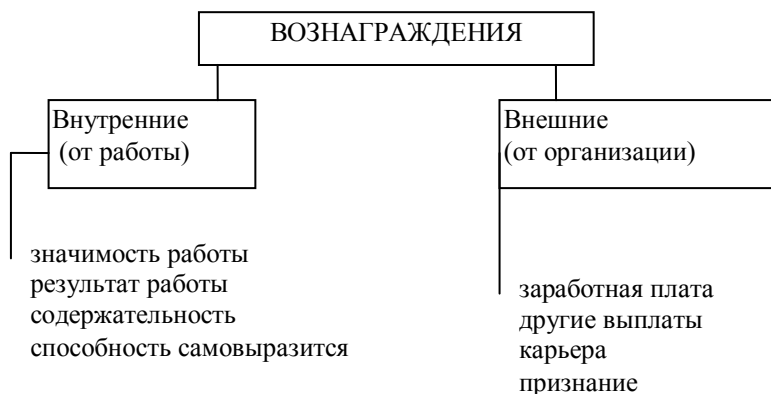 ВОЗНАГРАЖДЕНИЯ
Внутренние
(от работы)
значимость работы
результат работы
содержательность
способность самовыразится
Внешние
(от организации)
заработная плата
другие выплаты
карьера
признание